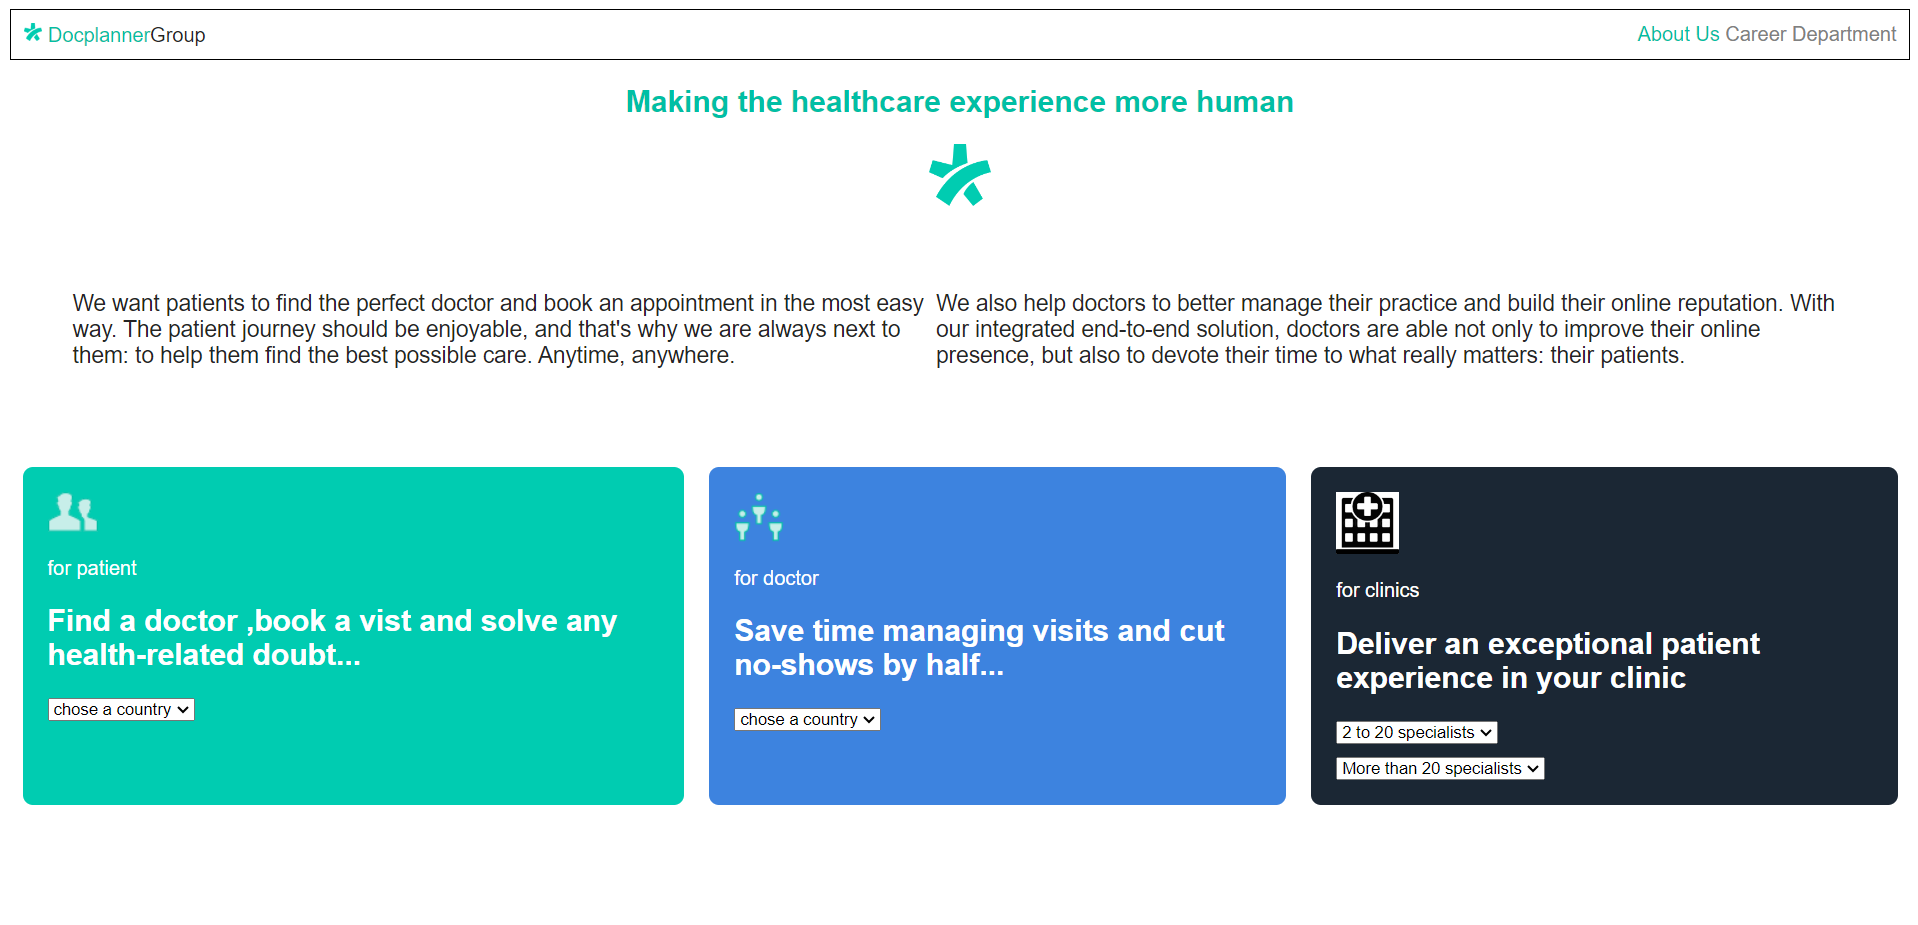 DocplannerGroup
About Us Career Department
Making the healthcare experience more human
We want patients to find the perfect doctor and book an appointment in the most easy
way. The patient journey should be enjoyable, and that's why we are always next to
them: to help them find the best possible care. Anytime, anywhere.
We also help doctors to better manage their practice and build their online reputation. With
our integrated end-to-end solution, doctors are able not only to improve their online
presence, but also to devote their time to what really matters: their patients.
for patient
Find a doctor ,book a vist and solve any
health-related doubt...
chose a country
for doctor
Save time managing visits and cut
no-shows by half...
chose a country
for clinics
Deliver an exceptional patient
experience in your clinic
2 to 20 specialists
More than 20 specialists